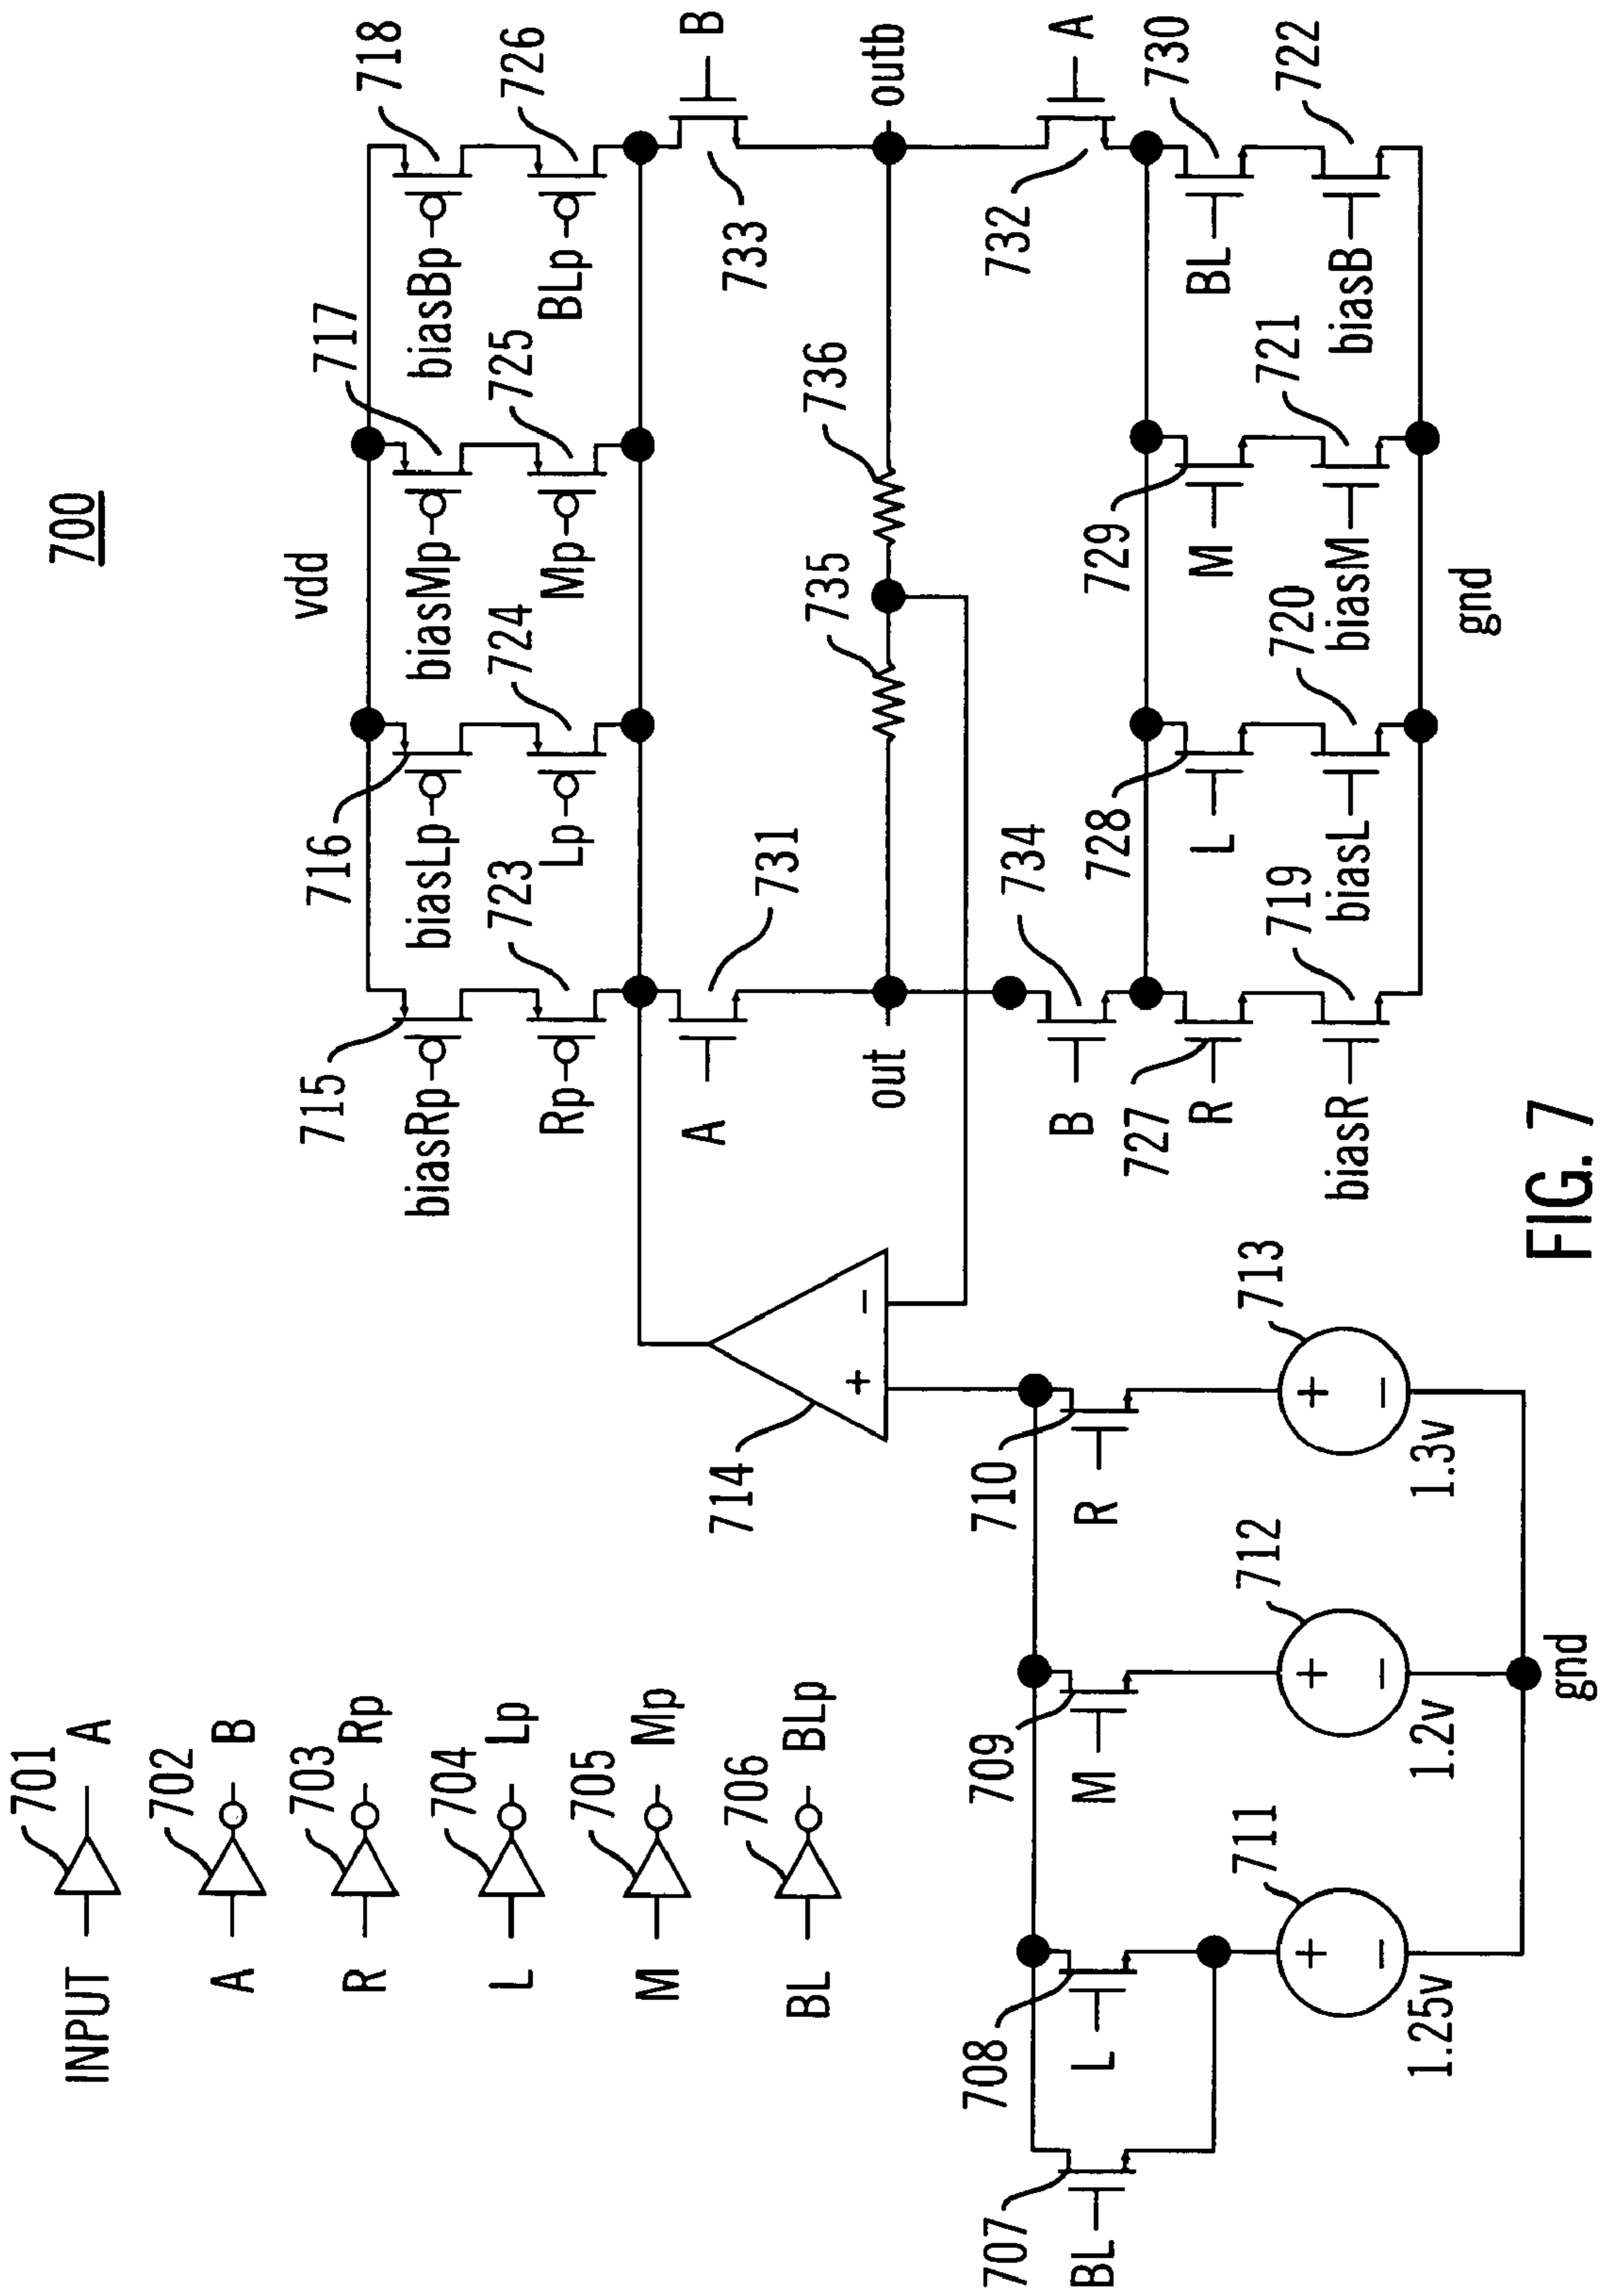 700
701
INPUT
A
702
A
B
703
R
Rp
704
L
Lp
705
M
Mp
706
BL
BLp
vdd
715
716
717
718
biasRp
biasLp
biasMp
biasBp
723
724
725
726
Rp
Lp
Mp
BLp
A
731
733
B
out
735
736
outb
714
+
−
B
734
732
A
727
728
729
730
R
L
M
BL
719
720
721
722
biasR
biasL
biasM
biasB
gnd
707
708
709
710
BL
L
M
R
711
712
713
+
−
+
−
+
−
1.25v
1.2v
1.3v
gnd
FIG. 7